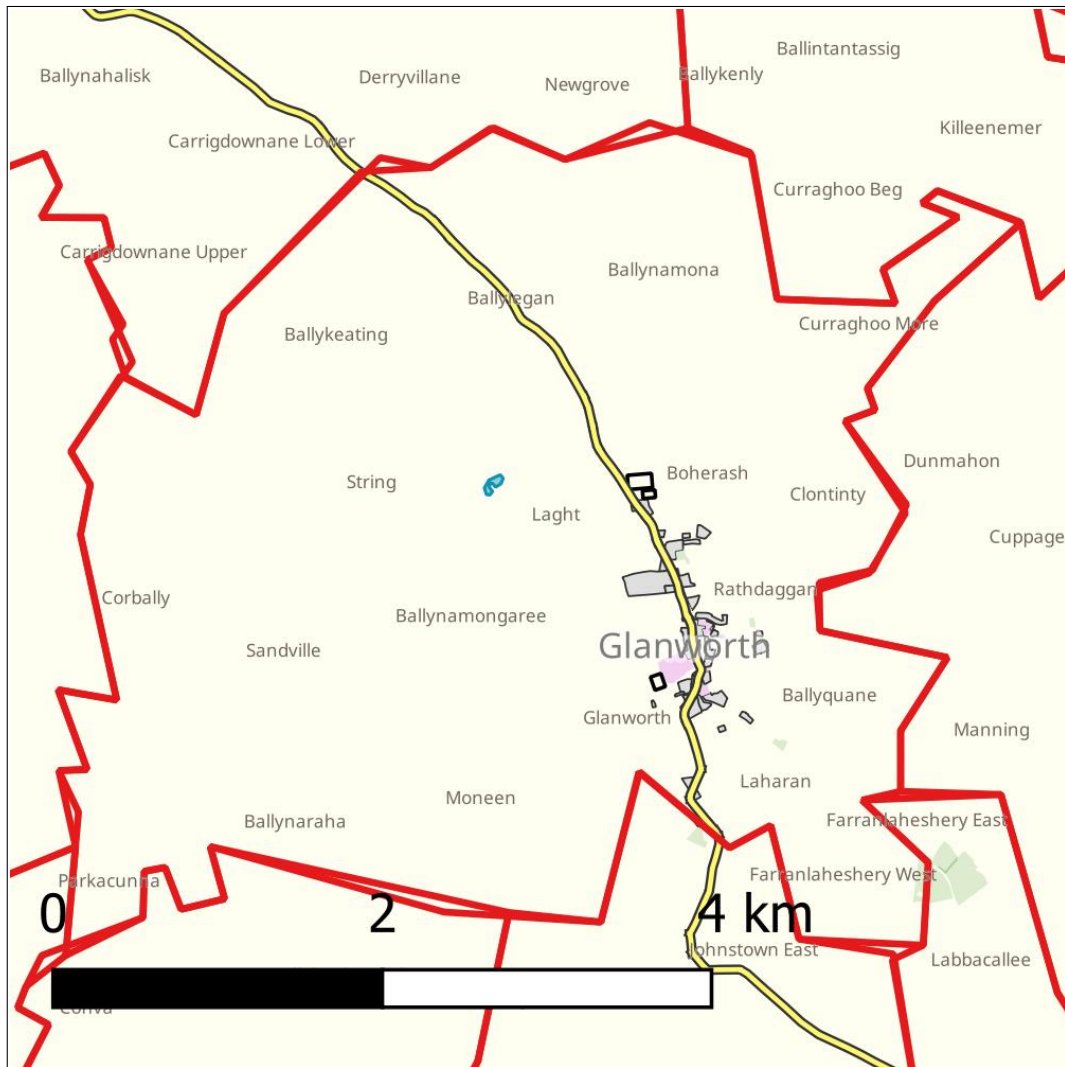 Ballintantassig
Ballynahalisk
Derryvillane
Newgrove
Ballykenly
Killeenemer
Carrigdownane Lower
Curraghoo Beg
Carrigdownane Upper
Ballynamona
Ballylegan
Ballykeating
Curraghoo More
Boherash
Dunmahon
String
Clontinty
Laght
Cuppage
Rathdaggan
Corbally
Ballynamongaree
Glanworth
Sandville
Ballyquane
Glanworth
Manning
Laharan
Moneen
Ballynaraha
Farranlaheshery East
Farranlaheshery West
Parkacunna
0 2 4 km
Johnstown East
Labbacallee
Conva